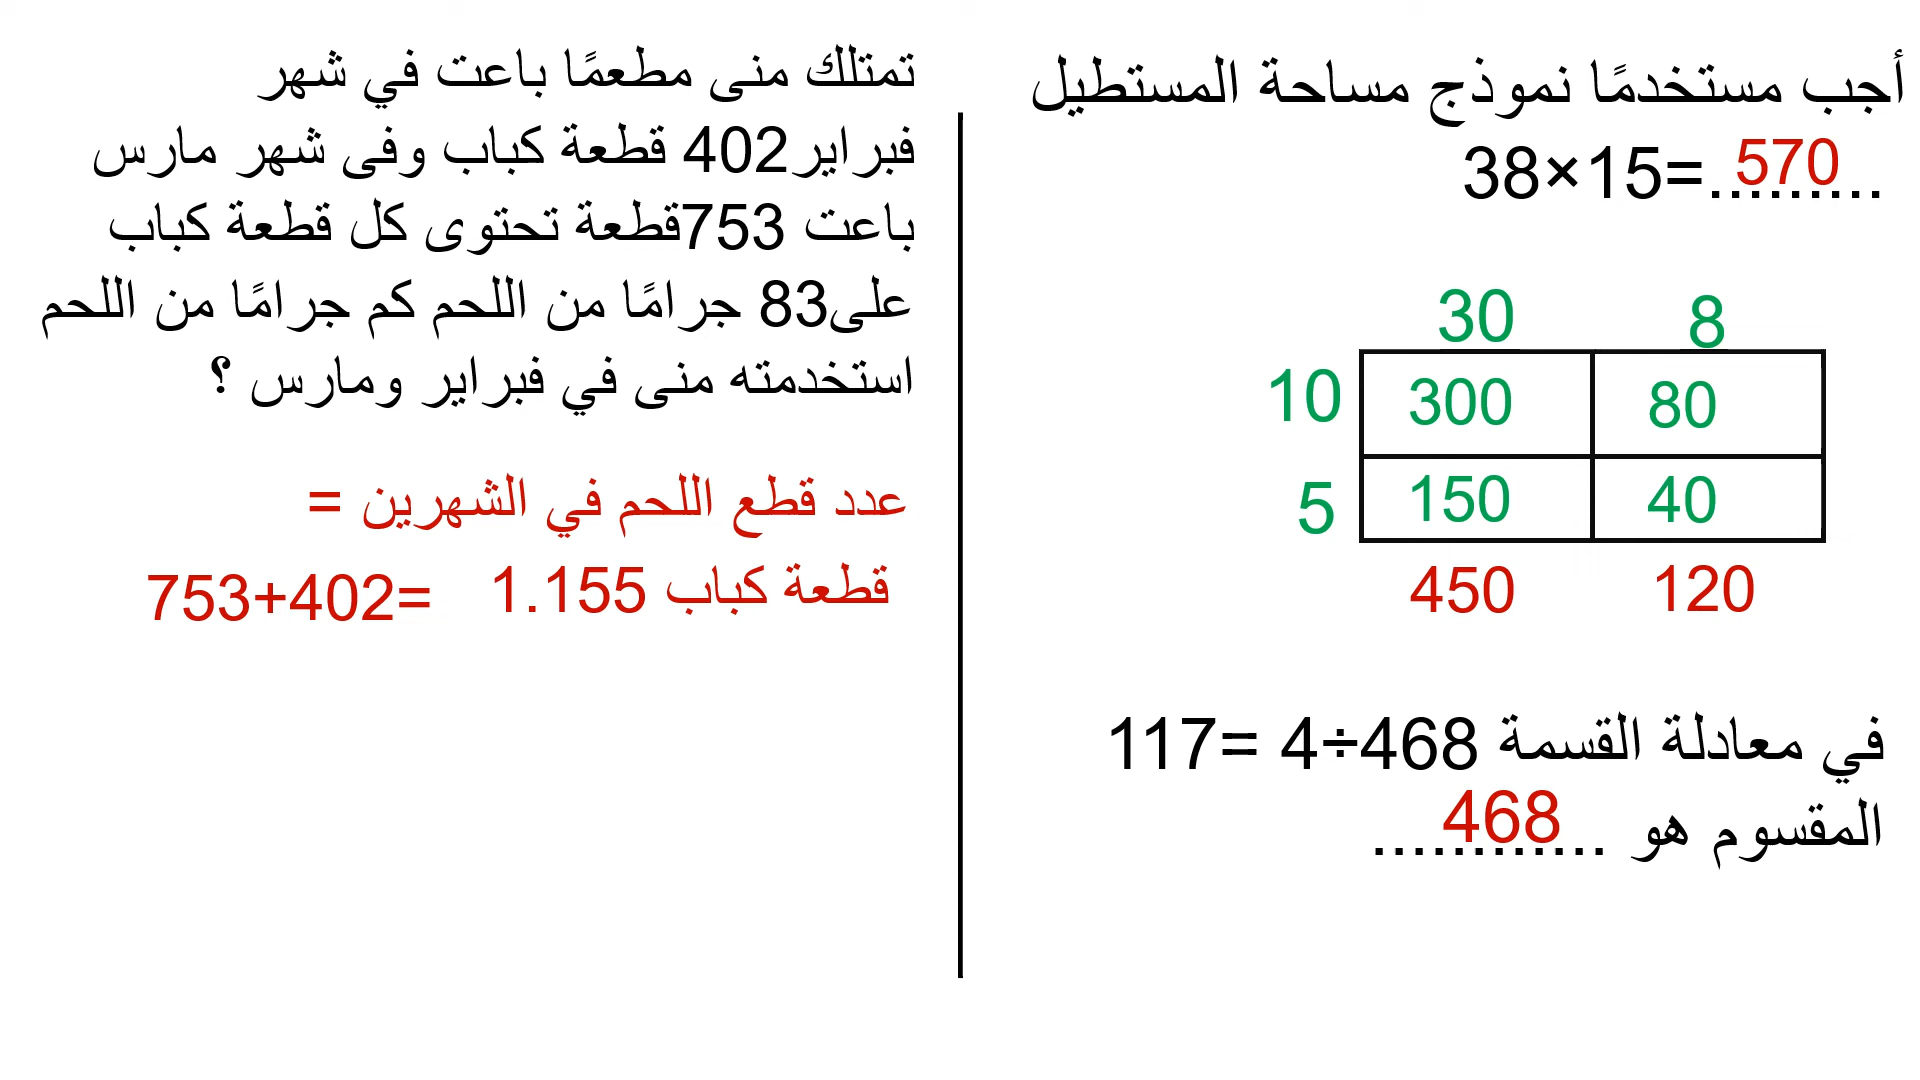 أجب مستخدمًا نموذج مساحة المستطيل
38×15=.........
570
30 8
10 300 80
5 150 40
450 120
في معادلة القسمة 468÷4 =117
المقسوم هو ............
468
تمتلك منى مطعمًا باعت في شهر
فبراير402 قطعة كباب وفى شهر مارس
باعت 753قطعة تحتوى كل قطعة كباب
على83 جرامًا من اللحم كم جرامًا من اللحم
استخدمته منى في فبراير ومارس ؟
عدد قطع اللحم في الشهرين =
753+402= 1.155 قطعة كباب